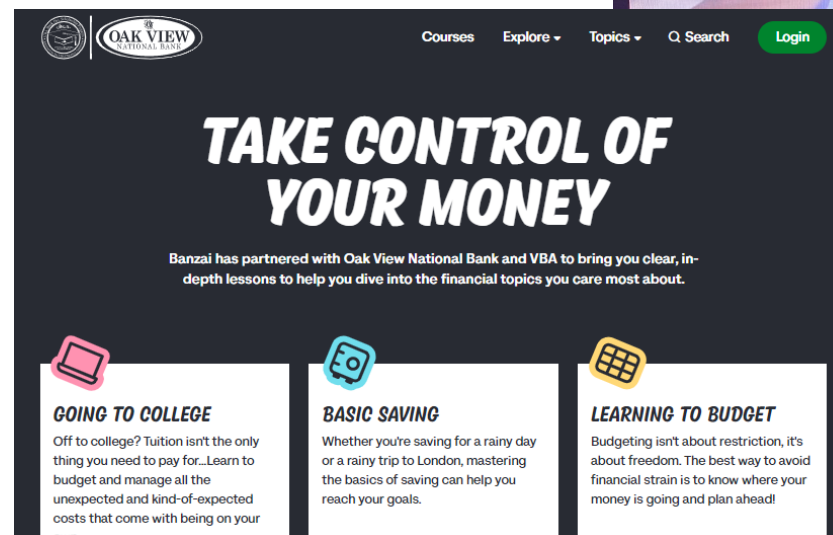 OAK VIEW
NATIONAL BANK
Courses Explore Topics Search Login
TAKE CONTROL OF
YOUR MONEY
Banzai has partnered with Oak View National Bank and VBA to bring you clear, in-
depth lessons to help you dive into the financial topics you care most about.
GOING TO COLLEGE
Off to college? Tuition isn't the only
thing you need to pay for...Learn to
budget and manage all the
unexpected and kind-of-expected
costs that come with being on your
BASIC SAVING
Whether you're saving for a rainy day
or a rainy trip to London, mastering
the basics of saving can help you
reach your goals.
LEARNING TO BUDGET
Budgeting isn't about restriction, it's
about freedom. The best way to avoid
financial strain is to know where your
money is going and plan ahead!